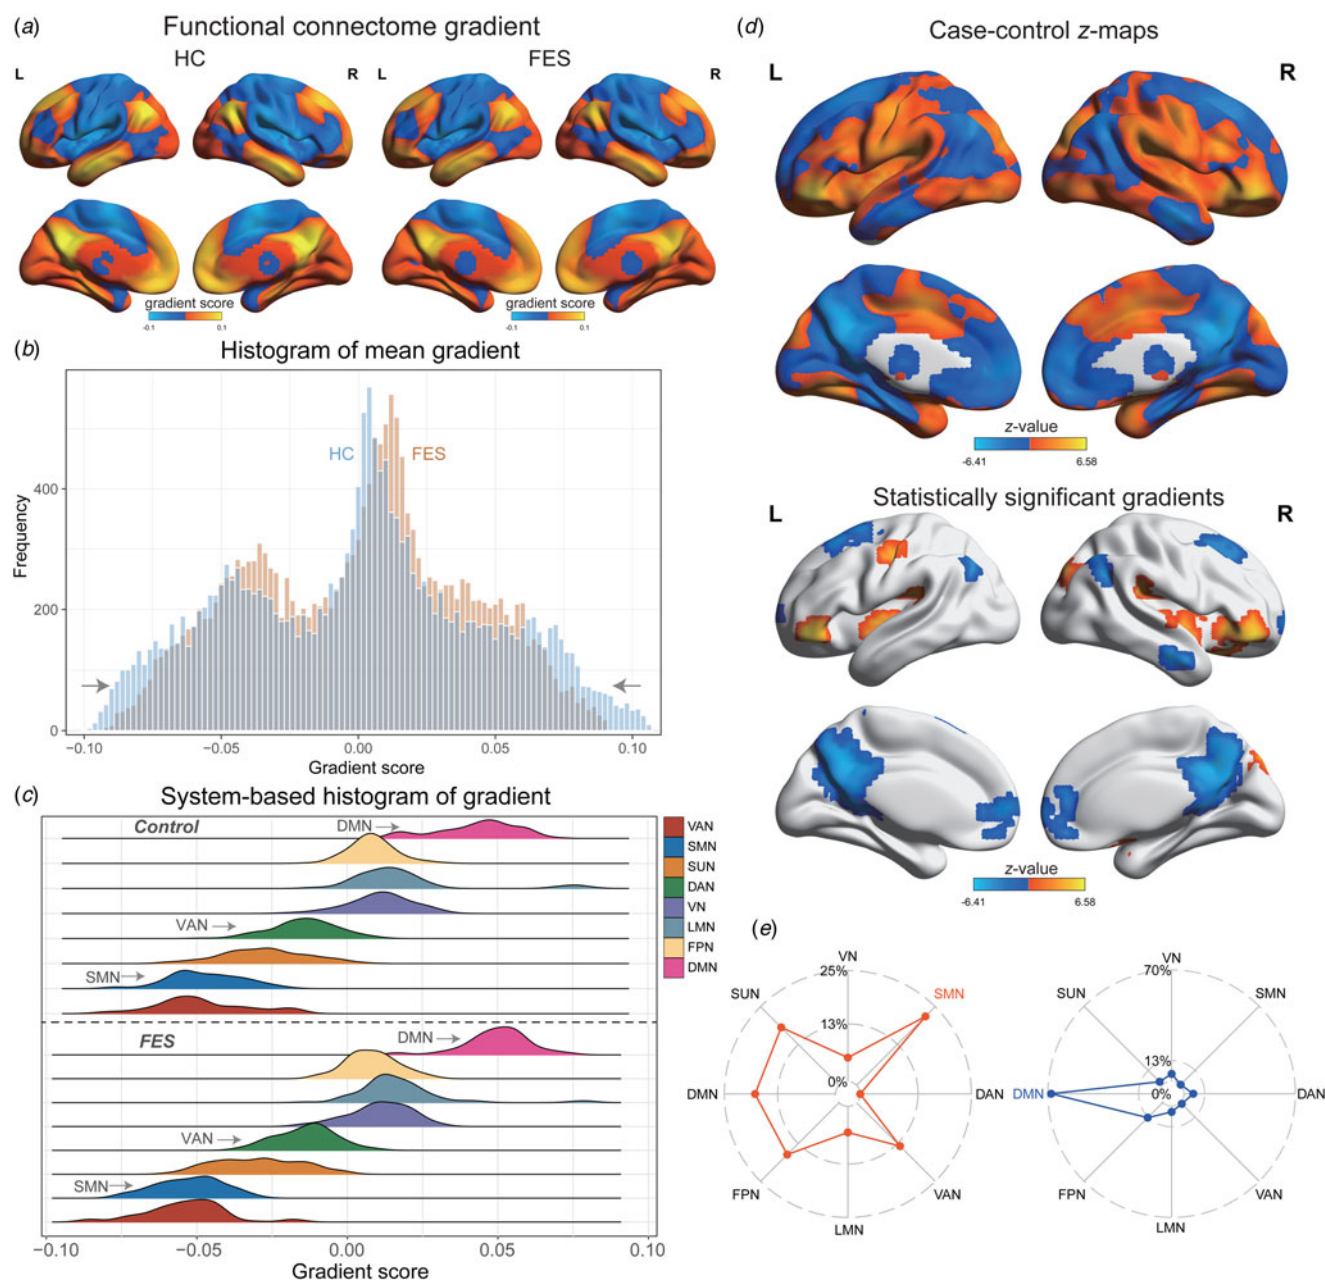 (a)
Functional connectome gradient
HC
FES
L
R
L
R
gradient score
-0.1
0.1
gradient score
-0.1
0.1
(b)
Histogram of mean gradient
HC
FES
Frequency
400
200
0
−0.10
−0.05
0.00
0.05
0.10
Gradient score
(c)
System-based histogram of gradient
Control
DMN
VAN
SMN
FES
DMN
VAN
SMN
VAN
SMN
SUN
DAN
VN
LMN
FPN
DMN
−0.10
−0.05
0.00
0.05
0.10
Gradient score
(d)
Case-control z-maps
L
R
z-value
-6.41
6.58
Statistically significant gradients
L
R
z-value
-6.41
6.58
(e)
VN
25%
SMN
SUN
13%
0%
DMN
DAN
FPN
VAN
LMN
VN
70%
SUN
SMN
13%
DMN
0%
DAN
FPN
VAN
LMN